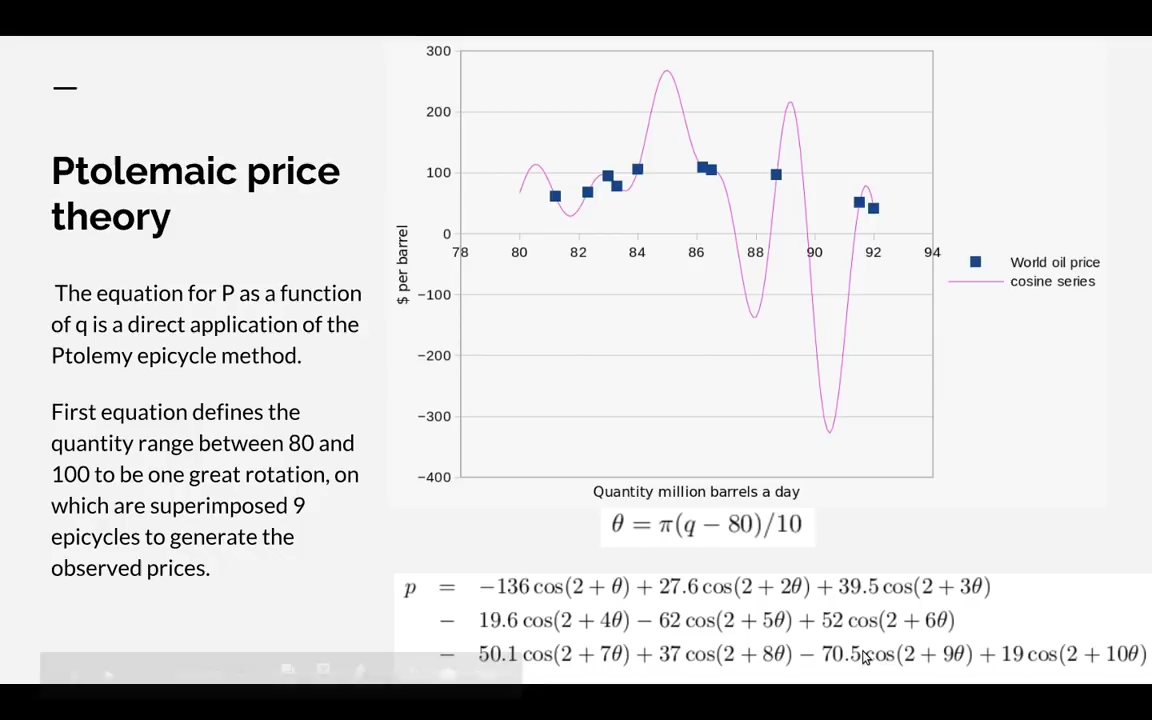 —
Ptolemaic price
theory
The equation for P as a function
of q is a direct application of the
Ptolemy epicycle method.
First equation defines the
quantity range between 80 and
100 to be one great rotation, on
which are superimposed 9
epicycles to generate the
observed prices.
300
200
100
0
−100
−200
−300
−400
$ per barrel
78 80 82 84 86 88 90 92 94
Quantity million barrels a day
World oil price
cosine series
θ = π(q − 80)/10
p = −136 cos(2 + θ) + 27.6 cos(2 + 2θ) + 39.5 cos(2 + 3θ)
− 19.6 cos(2 + 4θ) − 62 cos(2 + 5θ) + 52 cos(2 + 6θ)
− 50.1 cos(2 + 7θ) + 37 cos(2 + 8θ) − 70.5 cos(2 + 9θ) + 19 cos(2 + 10θ)